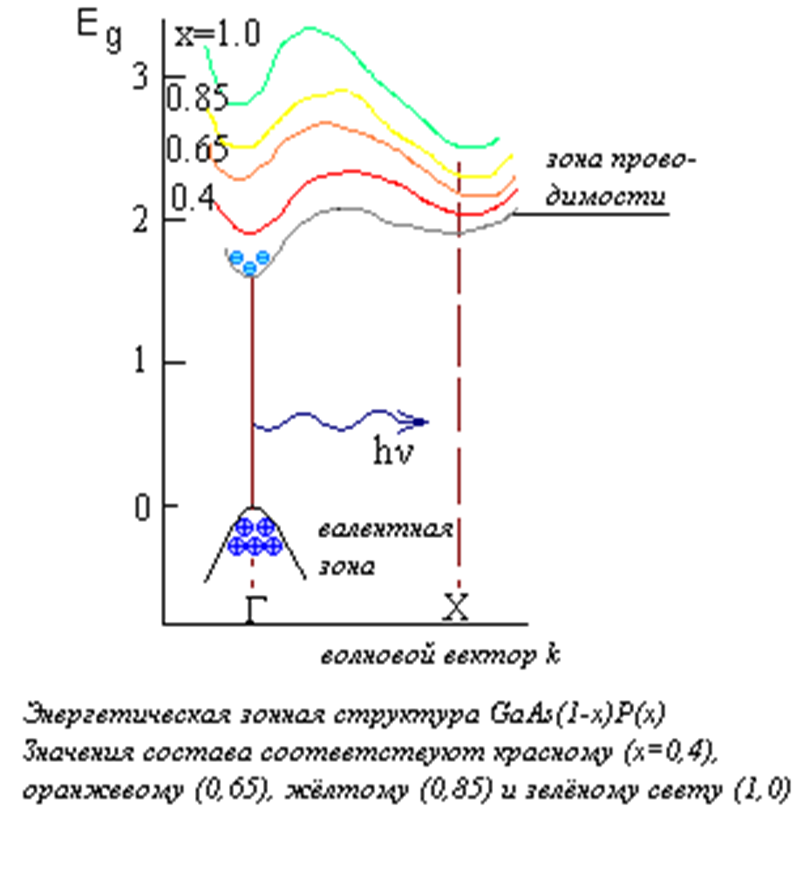 E g
x=1.0
3
0.85
0.65
зона прово-
димости
0.4
2
1
hν
0
валентная
зона
Γ X
волновой вектор k
Энергетическая зонная структура GaAs(1-x)P(x)
Значения состава соответствуют красному (x=0,4),
оранжевому (0,65), жёлтому (0,85) и зелёному свету (1,0)